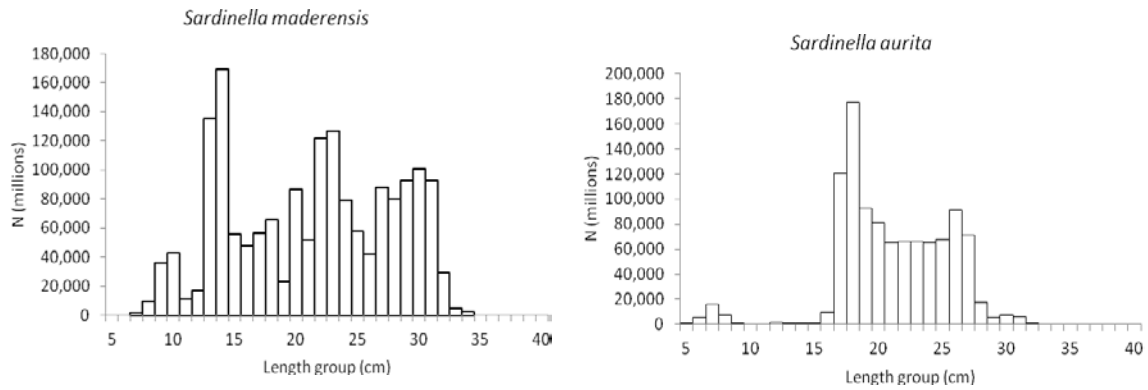 Sardinella maderensis
180,000
160,000
140,000
120,000
100,000
80,000
60,000
40,000
20,000
0
N (millions)
5 10 15 20 25 30 35 40
Length group (cm)
Sardinella aurita
200,000
180,000
160,000
140,000
120,000
100,000
80,000
60,000
40,000
20,000
0
N (millions)
5 10 15 20 25 30 35 40
Length group (cm)